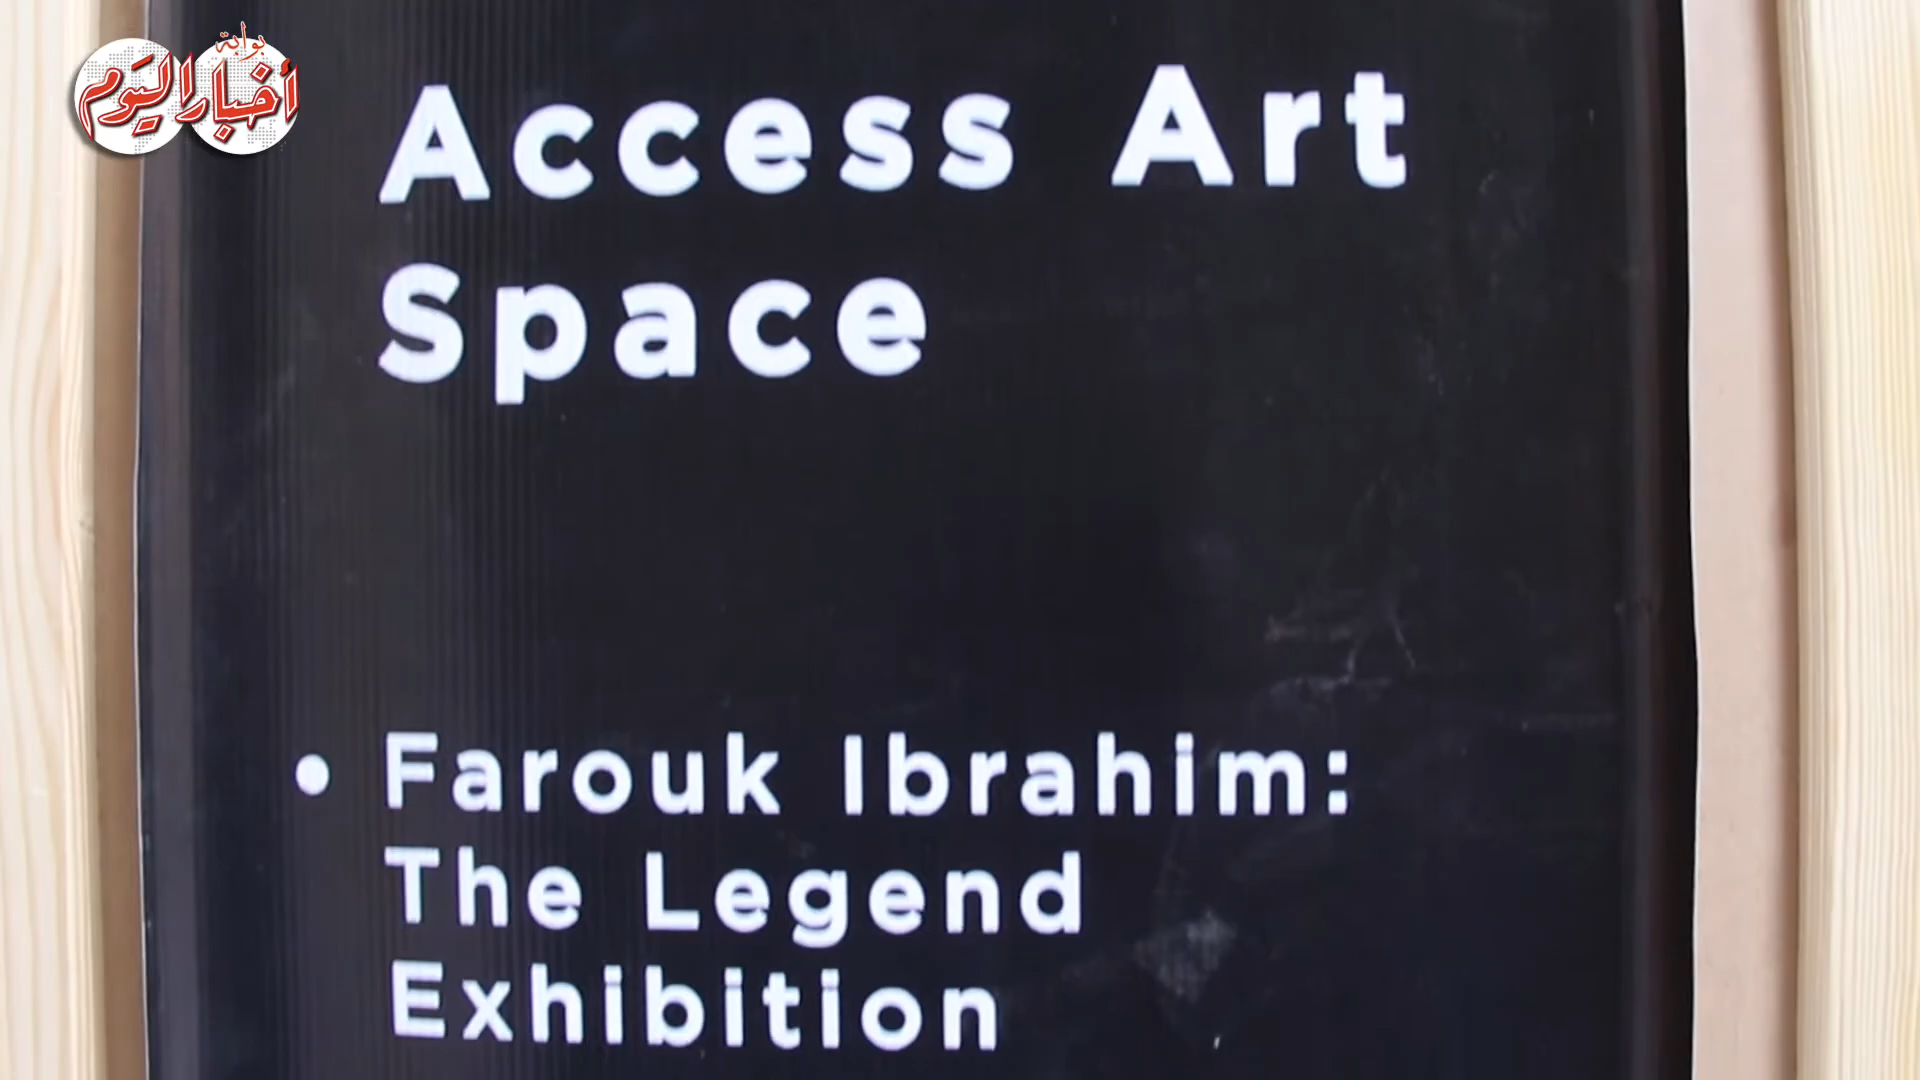 بوابة
أخبار اليوم
Access Art
Space
• Farouk Ibrahim:
The Legend
Exhibition